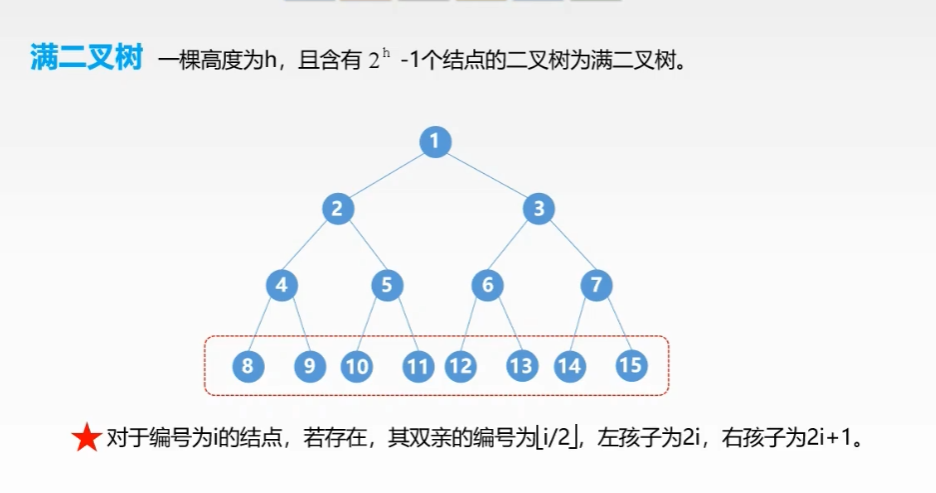 满二叉树 一棵高度为h，且含有 2ʰ -1个结点的二叉树为满二叉树。
1
2 3
4 5 6 7
8 9 10 11 12 13 14 15
对于编号为i的结点，若存在，其双亲的编号为⌊i/2⌋，左孩子为2i，右孩子为2i+1。